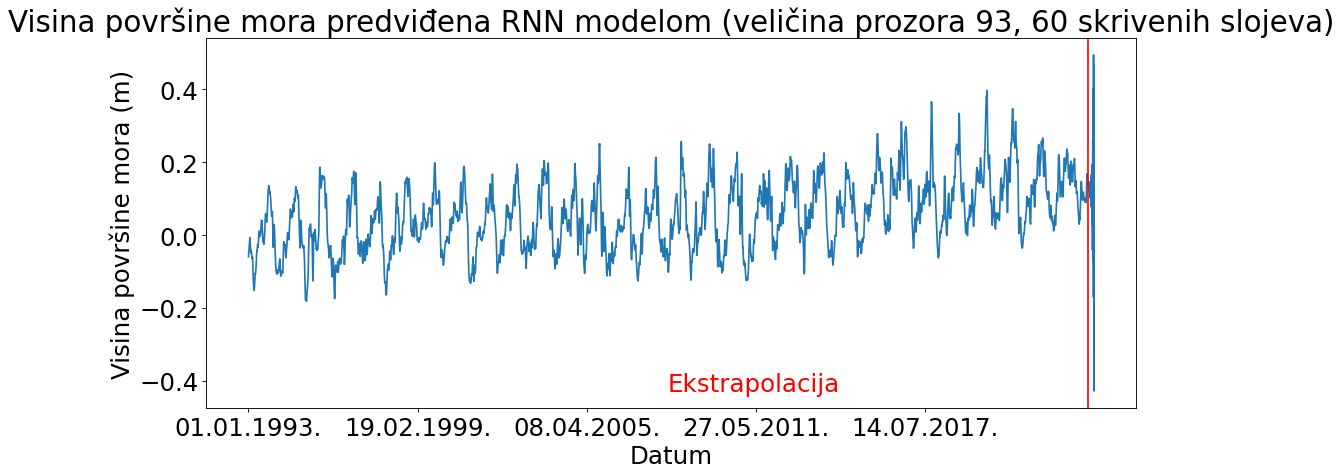 Visina površine mora predviđena RNN modelom (veličina prozora 93, 60 skrivenih slojeva)
Visina površine mora (m)
0.4
0.2
0.0
−0.2
−0.4
Ekstrapolacija
01.01.1993. 19.02.1999. 08.04.2005. 27.05.2011. 14.07.2017.
Datum